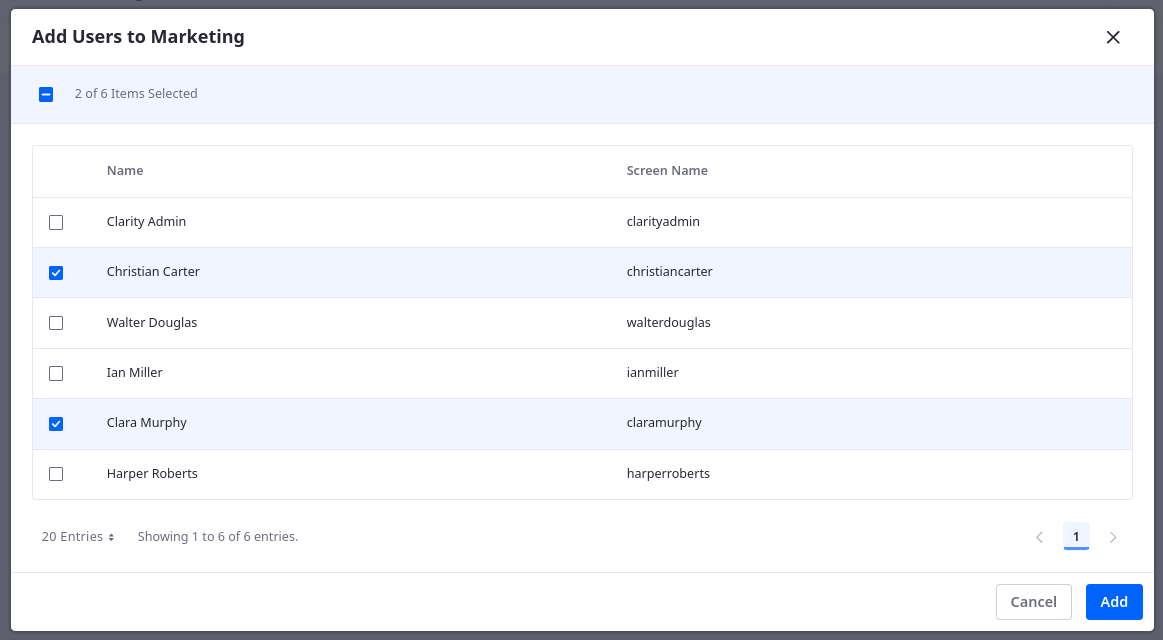 Add Users to Marketing
2 of 6 Items Selected
Name Screen Name
Clarity Admin clarityadmin
Christian Carter christiancarter
Walter Douglas walterdouglas
Ian Miller ianmiller
Clara Murphy claramurphy
Harper Roberts harperroberts
20 Entries Showing 1 to 6 of 6 entries. 1
Cancel Add